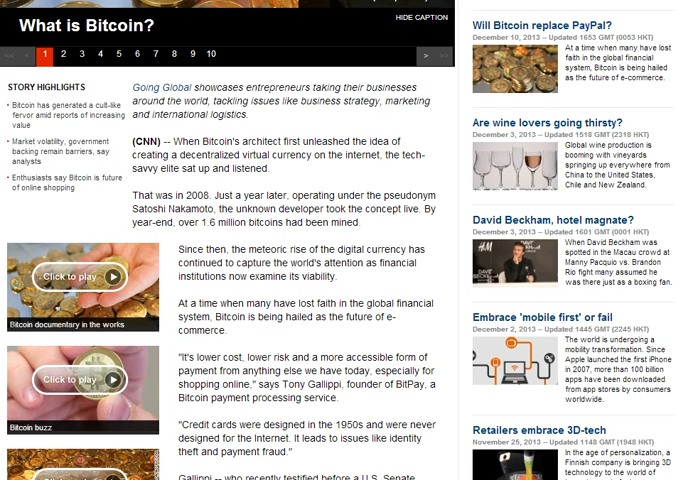 What is Bitcoin?
HIDE CAPTION
<< < 1 2 3 4 5 6 7 8 9 10 > >>
STORY HIGHLIGHTS
Bitcoin has generated a cult-like
fervor amid reports of increasing
value
Market volatility, government
backing remain barriers, say
analysts
Enthusiasts say Bitcoin is future
of online shopping
Going Global showcases entrepreneurs taking their businesses
around the world, tackling issues like business strategy, marketing
and international logistics.
(CNN) -- When Bitcoin's architect first unleashed the idea of
creating a decentralized virtual currency on the internet, the tech-
savvy elite sat up and listened.
That was in 2008. Just a year later, operating under the pseudonym
Satoshi Nakamoto, the unknown developer took the concept live. By
year-end, over 1.6 million bitcoins had been mined.
Click to play
Bitcoin documentary in the works
Since then, the meteoric rise of the digital currency has
continued to capture the world's attention as financial
institutions now examine its viability.
At a time when many have lost faith in the global financial
system, Bitcoin is being hailed as the future of e-
commerce.
Click to play
Bitcoin buzz
"It's lower cost, lower risk and a more accessible form of
payment from anything else we have today, especially for
shopping online," says Tony Gallippi, founder of BitPay, a
Bitcoin payment processing service.
"Credit cards were designed in the 1950s and were never
designed for the Internet. It leads to issues like identity
theft and payment fraud."
Gallippi -- who recently testified before a U.S. Senate
Will Bitcoin replace PayPal?
December 10, 2013 -- Updated 1653 GMT (0053 HKT)
At a time when many have lost
faith in the global financial
system, Bitcoin is being hailed
as the future of e-commerce.
Are wine lovers going thirsty?
December 3, 2013 -- Updated 1518 GMT (2318 HKT)
Global wine production is
booming with vineyards
springing up everywhere from
China to the United States,
Chile and New Zealand.
David Beckham, hotel magnate?
December 3, 2013 -- Updated 1601 GMT (0001 HKT)
H&M
When David Beckham was
spotted in the Macau crowd at
Manny Pacquio vs. Brandon
Rio fight many assumed he
was there just as a boxing fan.
Embrace 'mobile first' or fail
December 2, 2013 -- Updated 1445 GMT (2245 HKT)
The world is undergoing a
mobility transformation. Since
Apple launched the first iPhone
in 2007, more than 100 billion
apps have been downloaded
from app stores by consumers
worldwide.
Retailers embrace 3D-tech
November 25, 2013 -- Updated 1148 GMT (1948 HKT)
In the age of personalization, a
Finnish company is bringing 3D
technology to the world of